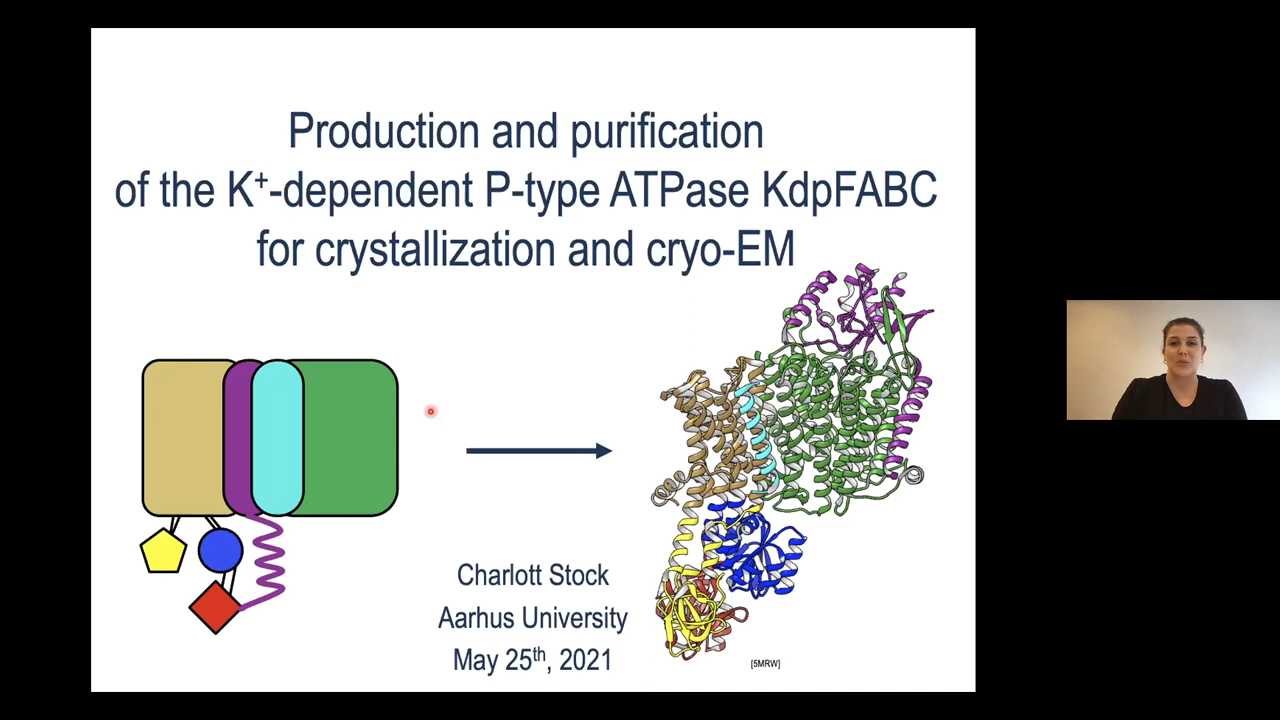 Production and purification
of the K⁺-dependent P-type ATPase KdpFABC
for crystallization and cryo-EM
Charlott Stock
Aarhus University
May 25th, 2021
[5MRW]